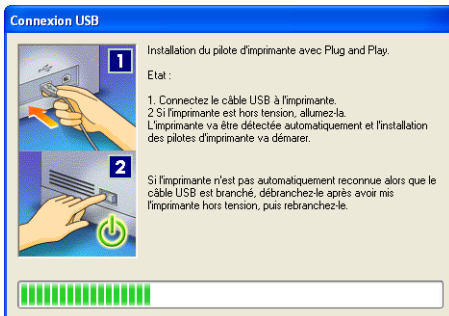 Connexion USB
1
Installation du pilote d'imprimante avec Plug and Play.
Etat :
1. Connectez le câble USB à l'imprimante.
2 Si l'imprimante est hors tension, allumez-la.
L'imprimante va être détectée automatiquement et l'installation
des pilotes d'imprimante va démarer.
2
Si l'imprimante n'est pas automatiquement reconnue alors que le
câble USB est branché, débranchez-le après avoir mis
l'imprimante hors tension, puis rebranchez-le.